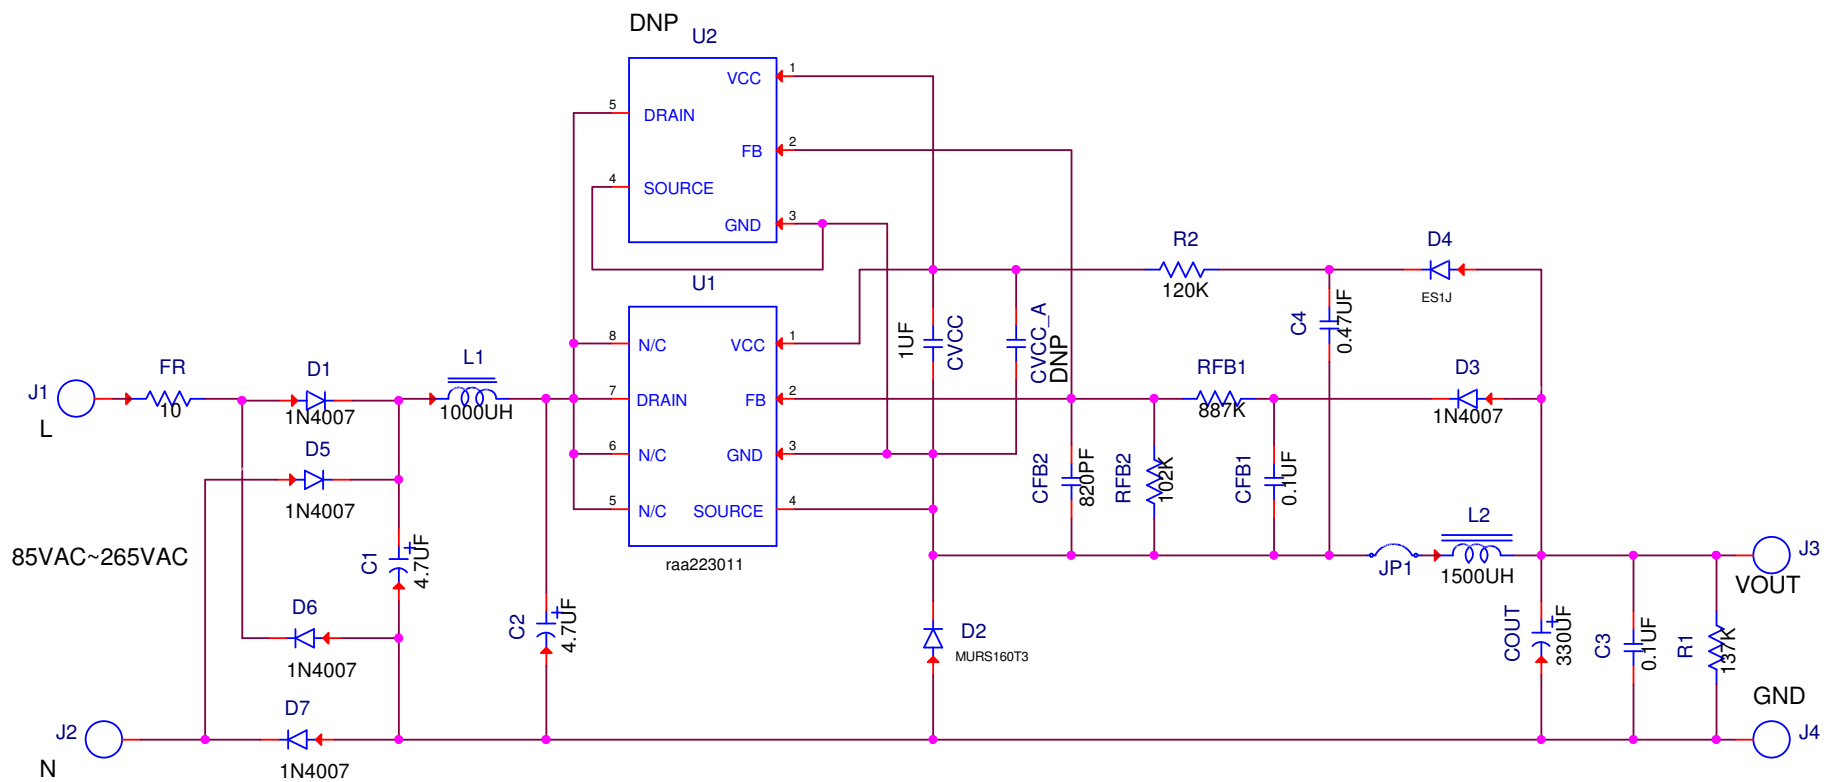 DNP
U2
VCC
1
5
DRAIN
FB
2
4
SOURCE
GND
3
U1
8
N/C
VCC
1
7
DRAIN
FB
2
6
N/C
GND
3
5
N/C
SOURCE
4
raa223011
J1
L
FR
10
D1
1N4007
D5
1N4007
L1
1000UH
85VAC~265VAC
C1
4.7UF
+
D6
1N4007
D7
1N4007
J2
N
C2
4.7UF
+
1UF
CVCC
CVCC_A
DNP
R2
120K
D4
ES1J
C4
0.47UF
RFB1
887K
D3
1N4007
CFB2
820PF
RFB2
102K
CFB1
0.1UF
JP1
L2
1500UH
J3
VOUT
D2
MURS160T3
COUT
330UF
+
C3
0.1UF
R1
137K
GND
J4